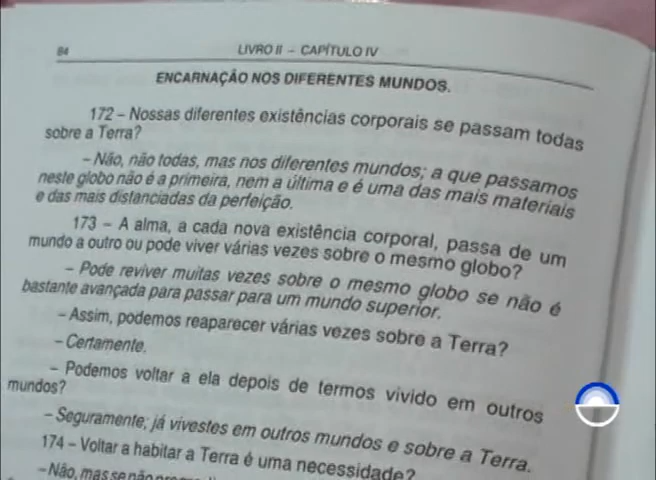 84 LIVRO II – CAPÍTULO IV
ENCARNAÇÃO NOS DIFERENTES MUNDOS.
172 – Nossas diferentes existências corporais se passam todas
sobre a Terra?
– Não, não todas, mas nos diferentes mundos; a que passamos
neste globo não é a primeira, nem a última e é uma das mais materiais
e das mais distanciadas da perfeição.
173 – A alma, a cada nova existência corporal, passa de um
mundo a outro ou pode viver várias vezes sobre o mesmo globo?
– Pode reviver muitas vezes sobre o mesmo globo se não é
bastante avançada para passar para um mundo superior.
– Assim, podemos reaparecer várias vezes sobre a Terra?
– Certamente.
– Podemos voltar a ela depois de termos vivido em outros
mundos?
– Seguramente; já vivestes em outros mundos e sobre a Terra.
174 – Voltar a habitar a Terra é uma necessidade?
– Não, mas se não